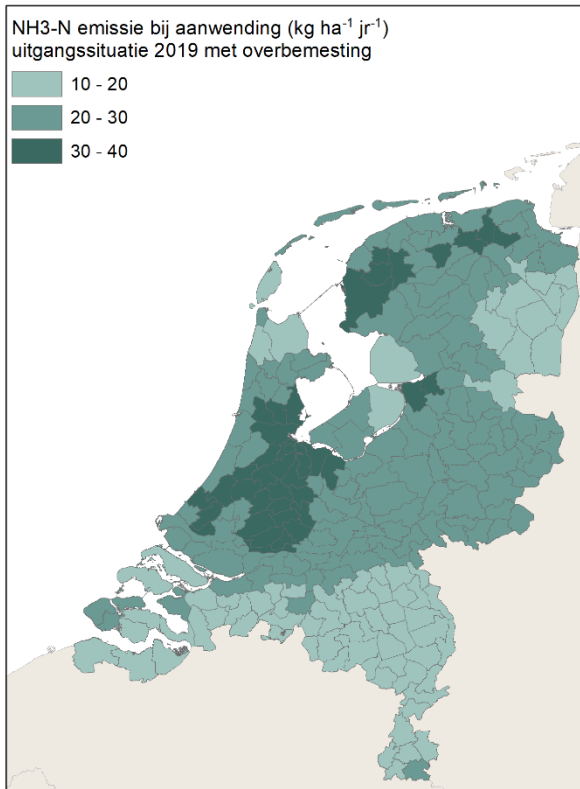 NH3-N emissie bij aanwending (kg ha⁻¹ jr⁻¹)
uitgangssituatie 2019 met overbemesting
10 - 20
20 - 30
30 - 40